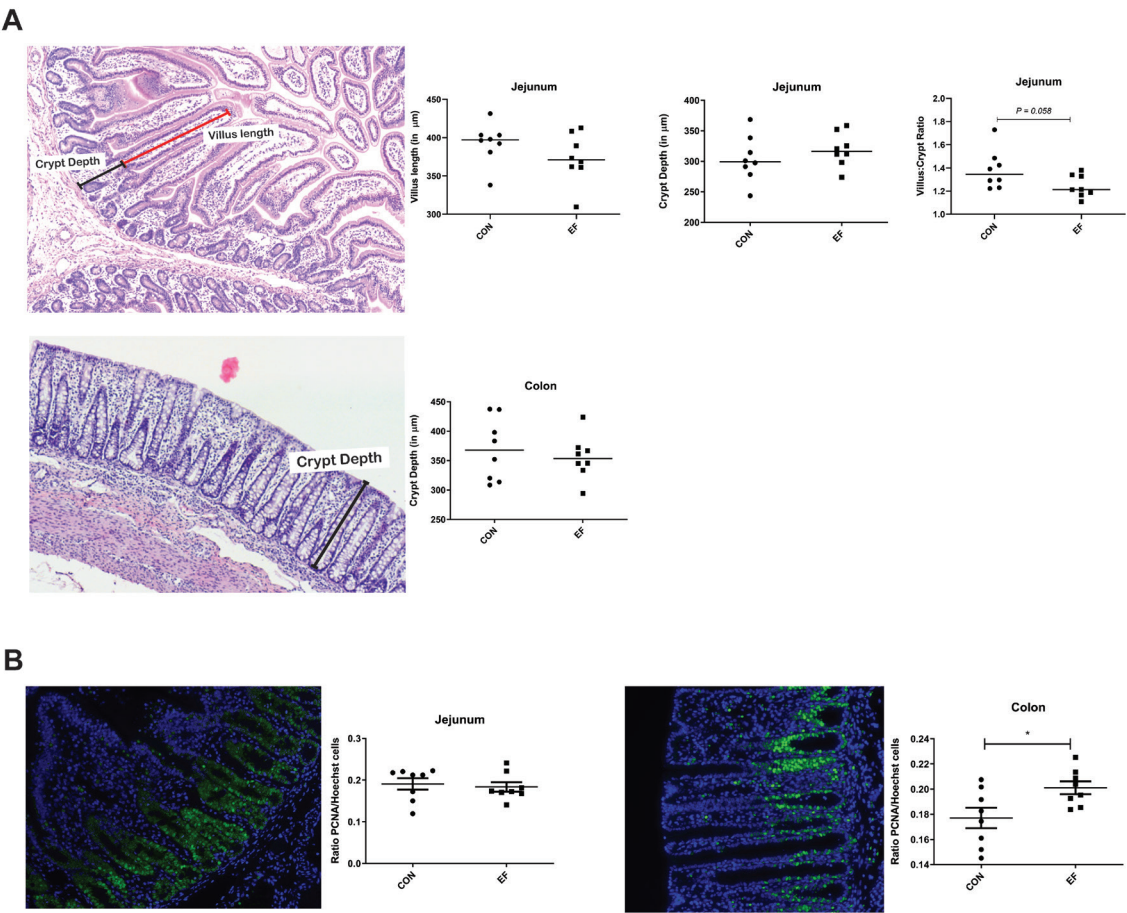 A
Crypt Depth
Villus length
Jejunum
Villus length (in μm)
450
400
350
300
CON
EF
Jejunum
Crypt Depth (in μm)
400
350
300
250
200
CON
EF
Jejunum
Villus:Crypt Ratio
2.0
1.8
1.6
1.4
1.2
1.0
P = 0.058
CON
EF
Crypt Depth
Colon
Crypt Depth (in μm)
450
400
350
300
250
CON
EF
B
Jejunum
Ratio PCNA/Hoechst cells
0.3
0.2
0.1
0.0
CON
EF
Colon
Ratio PCNA/Hoechst cells
0.24
0.22
0.20
0.18
0.16
0.14
*
CON
EF